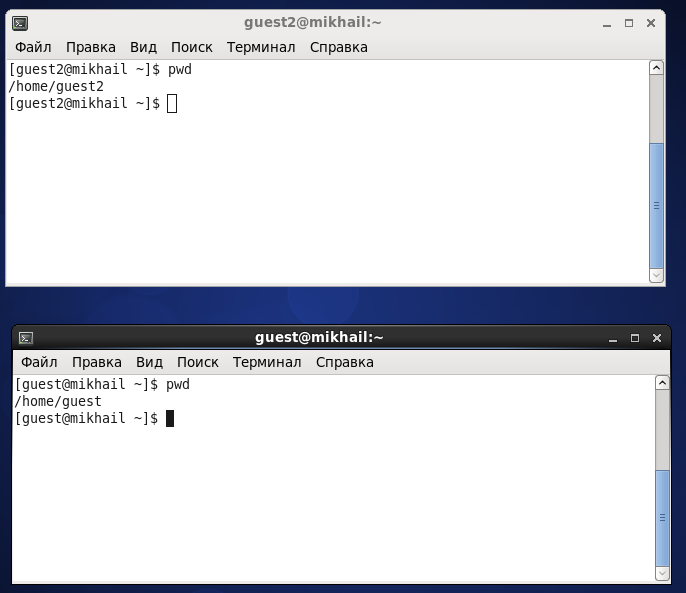 guest2@mikhail:~
Файл Правка Вид Поиск Терминал Справка
[guest2@mikhail ~]$ pwd
/home/guest2
[guest2@mikhail ~]$
guest@mikhail:~
Файл Правка Вид Поиск Терминал Справка
[guest@mikhail ~]$ pwd
/home/guest
[guest@mikhail ~]$